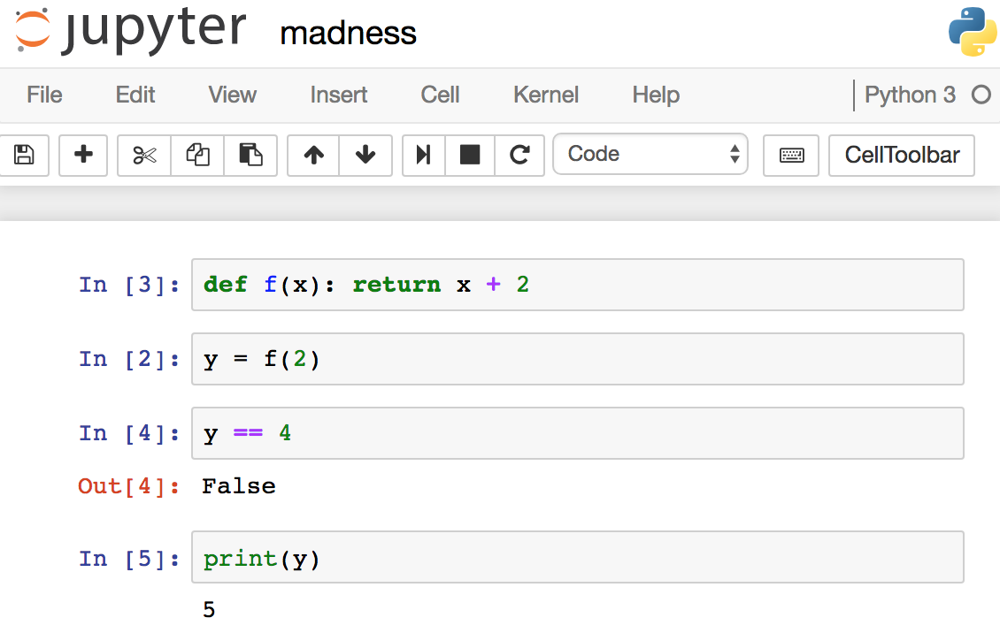 jupyter madness
File Edit View Insert Cell Kernel Help Python 3
Code CellToolbar
In [3]: def f(x): return x + 2
In [2]: y = f(2)
In [4]: y == 4
Out[4]: False
In [5]: print(y)
5